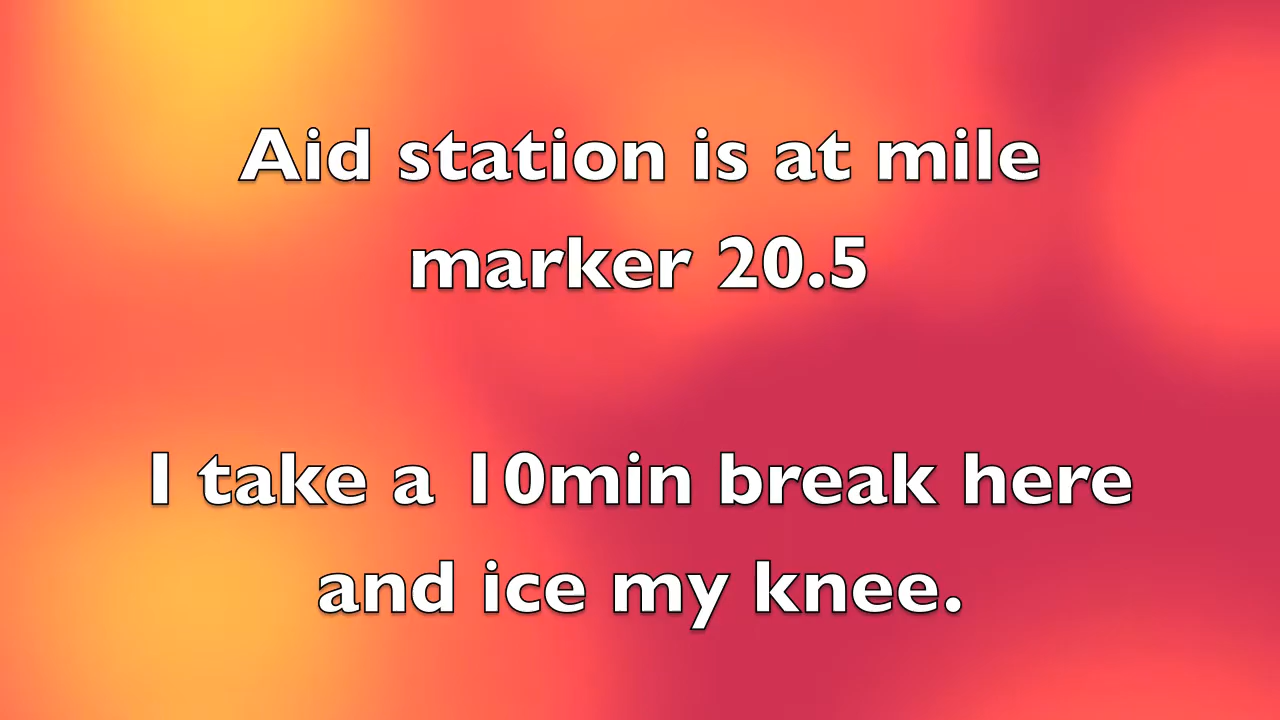 Aid station is at mile
marker 20.5
I take a 10min break here
and ice my knee.